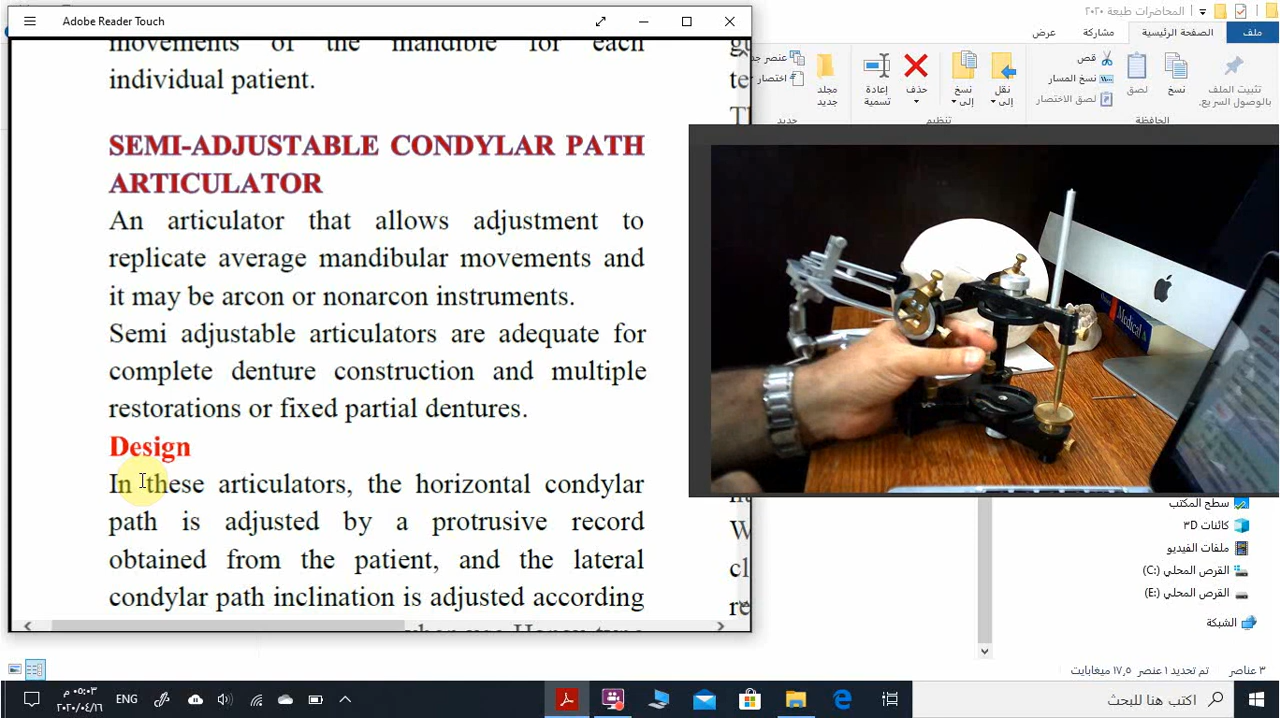 Adobe Reader Touch
movements of the mandible for each
individual patient.
SEMI-ADJUSTABLE CONDYLAR PATH
ARTICULATOR
An articulator that allows adjustment to
replicate average mandibular movements and
it may be arcon or nonarcon instruments.
Semi adjustable articulators are adequate for
complete denture construction and multiple
restorations or fixed partial dentures.
Design
In these articulators, the horizontal condylar
path is adjusted by a protrusive record
obtained from the patient, and the lateral
condylar path inclination is adjusted according
المحاضرات طبعة ٢٠٢٠
ملف
الصفحة الرئيسية
مشاركة
عرض
تثبيت الملف
بالوصول السريع.
نسخ
لصق
قص
نسخ المسار
لصق الاختصار
الحافظة
نقل
إلى
نسخ
إلى
حذف
إعادة
تسمية
تنظيم
مجلد
جديد
جديد
Medical
سطح المكتب
كائنات ٣D
ملفات الفيديو
القرص المحلي (C:)
القرص المحلي (E:)
الشبكة
٣ عناصر
تم تحديد ١ عنصر ١٧,٥ ميغابايت
٠٥:٠٣ م
٢٠٢٠/٠٤/١٦
ENG
اكتب هنا للبحث